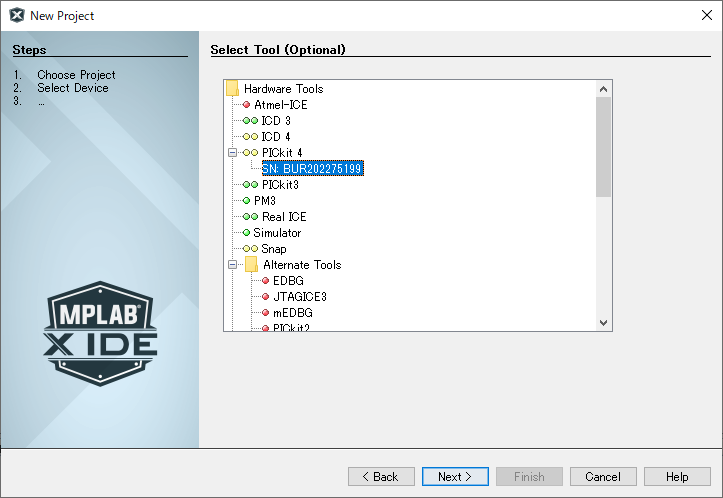 New Project
Steps
1. Choose Project
2. Select Device
3. ...
Select Tool (Optional)
Hardware Tools
Atmel-ICE
ICD 3
ICD 4
PICkit 4
SN: BUR202275199
PICkit3
PM3
Real ICE
Simulator
Snap
Alternate Tools
EDBG
JTAGICE3
mEDBG
PICkit2
MPLAB®
X IDE
< Back
Next >
Finish
Cancel
Help